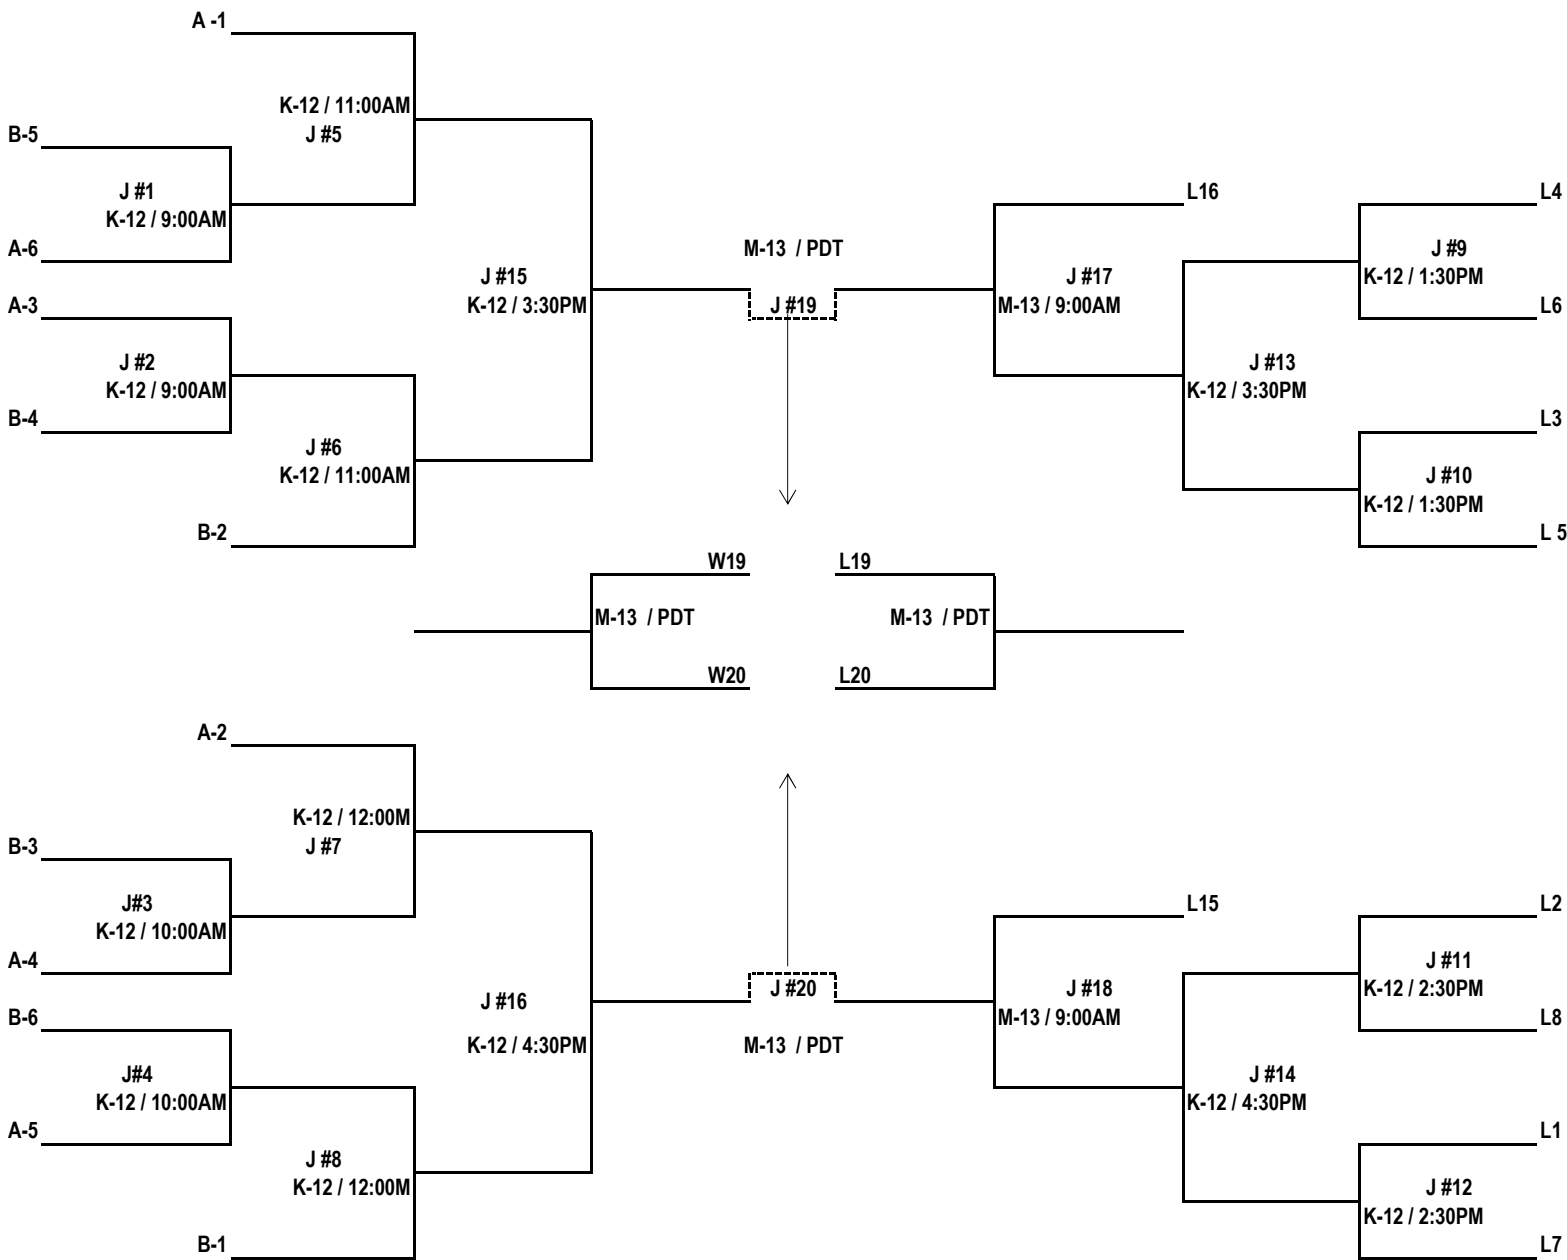 A -1
K-12 / 11:00AM
J #5
B-5
J #1
K-12 / 9:00AM
A-6
A-3
J #2
K-12 / 9:00AM
B-4
J #6
K-12 / 11:00AM
B-2
J #15
K-12 / 3:30PM
M-13 / PDT
J #19
L16
J #17
M-13 / 9:00AM
L4
J #9
K-12 / 1:30PM
L6
J #13
K-12 / 3:30PM
L3
J #10
K-12 / 1:30PM
L 5
W19
M-13 / PDT
W20
L19
M-13 / PDT
L20
A-2
K-12 / 12:00M
J #7
B-3
J#3
K-12 / 10:00AM
A-4
B-6
J#4
K-12 / 10:00AM
A-5
J #8
K-12 / 12:00M
B-1
J #16
K-12 / 4:30PM
J #20
M-13 / PDT
L15
J #18
M-13 / 9:00AM
L2
J #11
K-12 / 2:30PM
L8
J #14
K-12 / 4:30PM
L1
J #12
K-12 / 2:30PM
L7